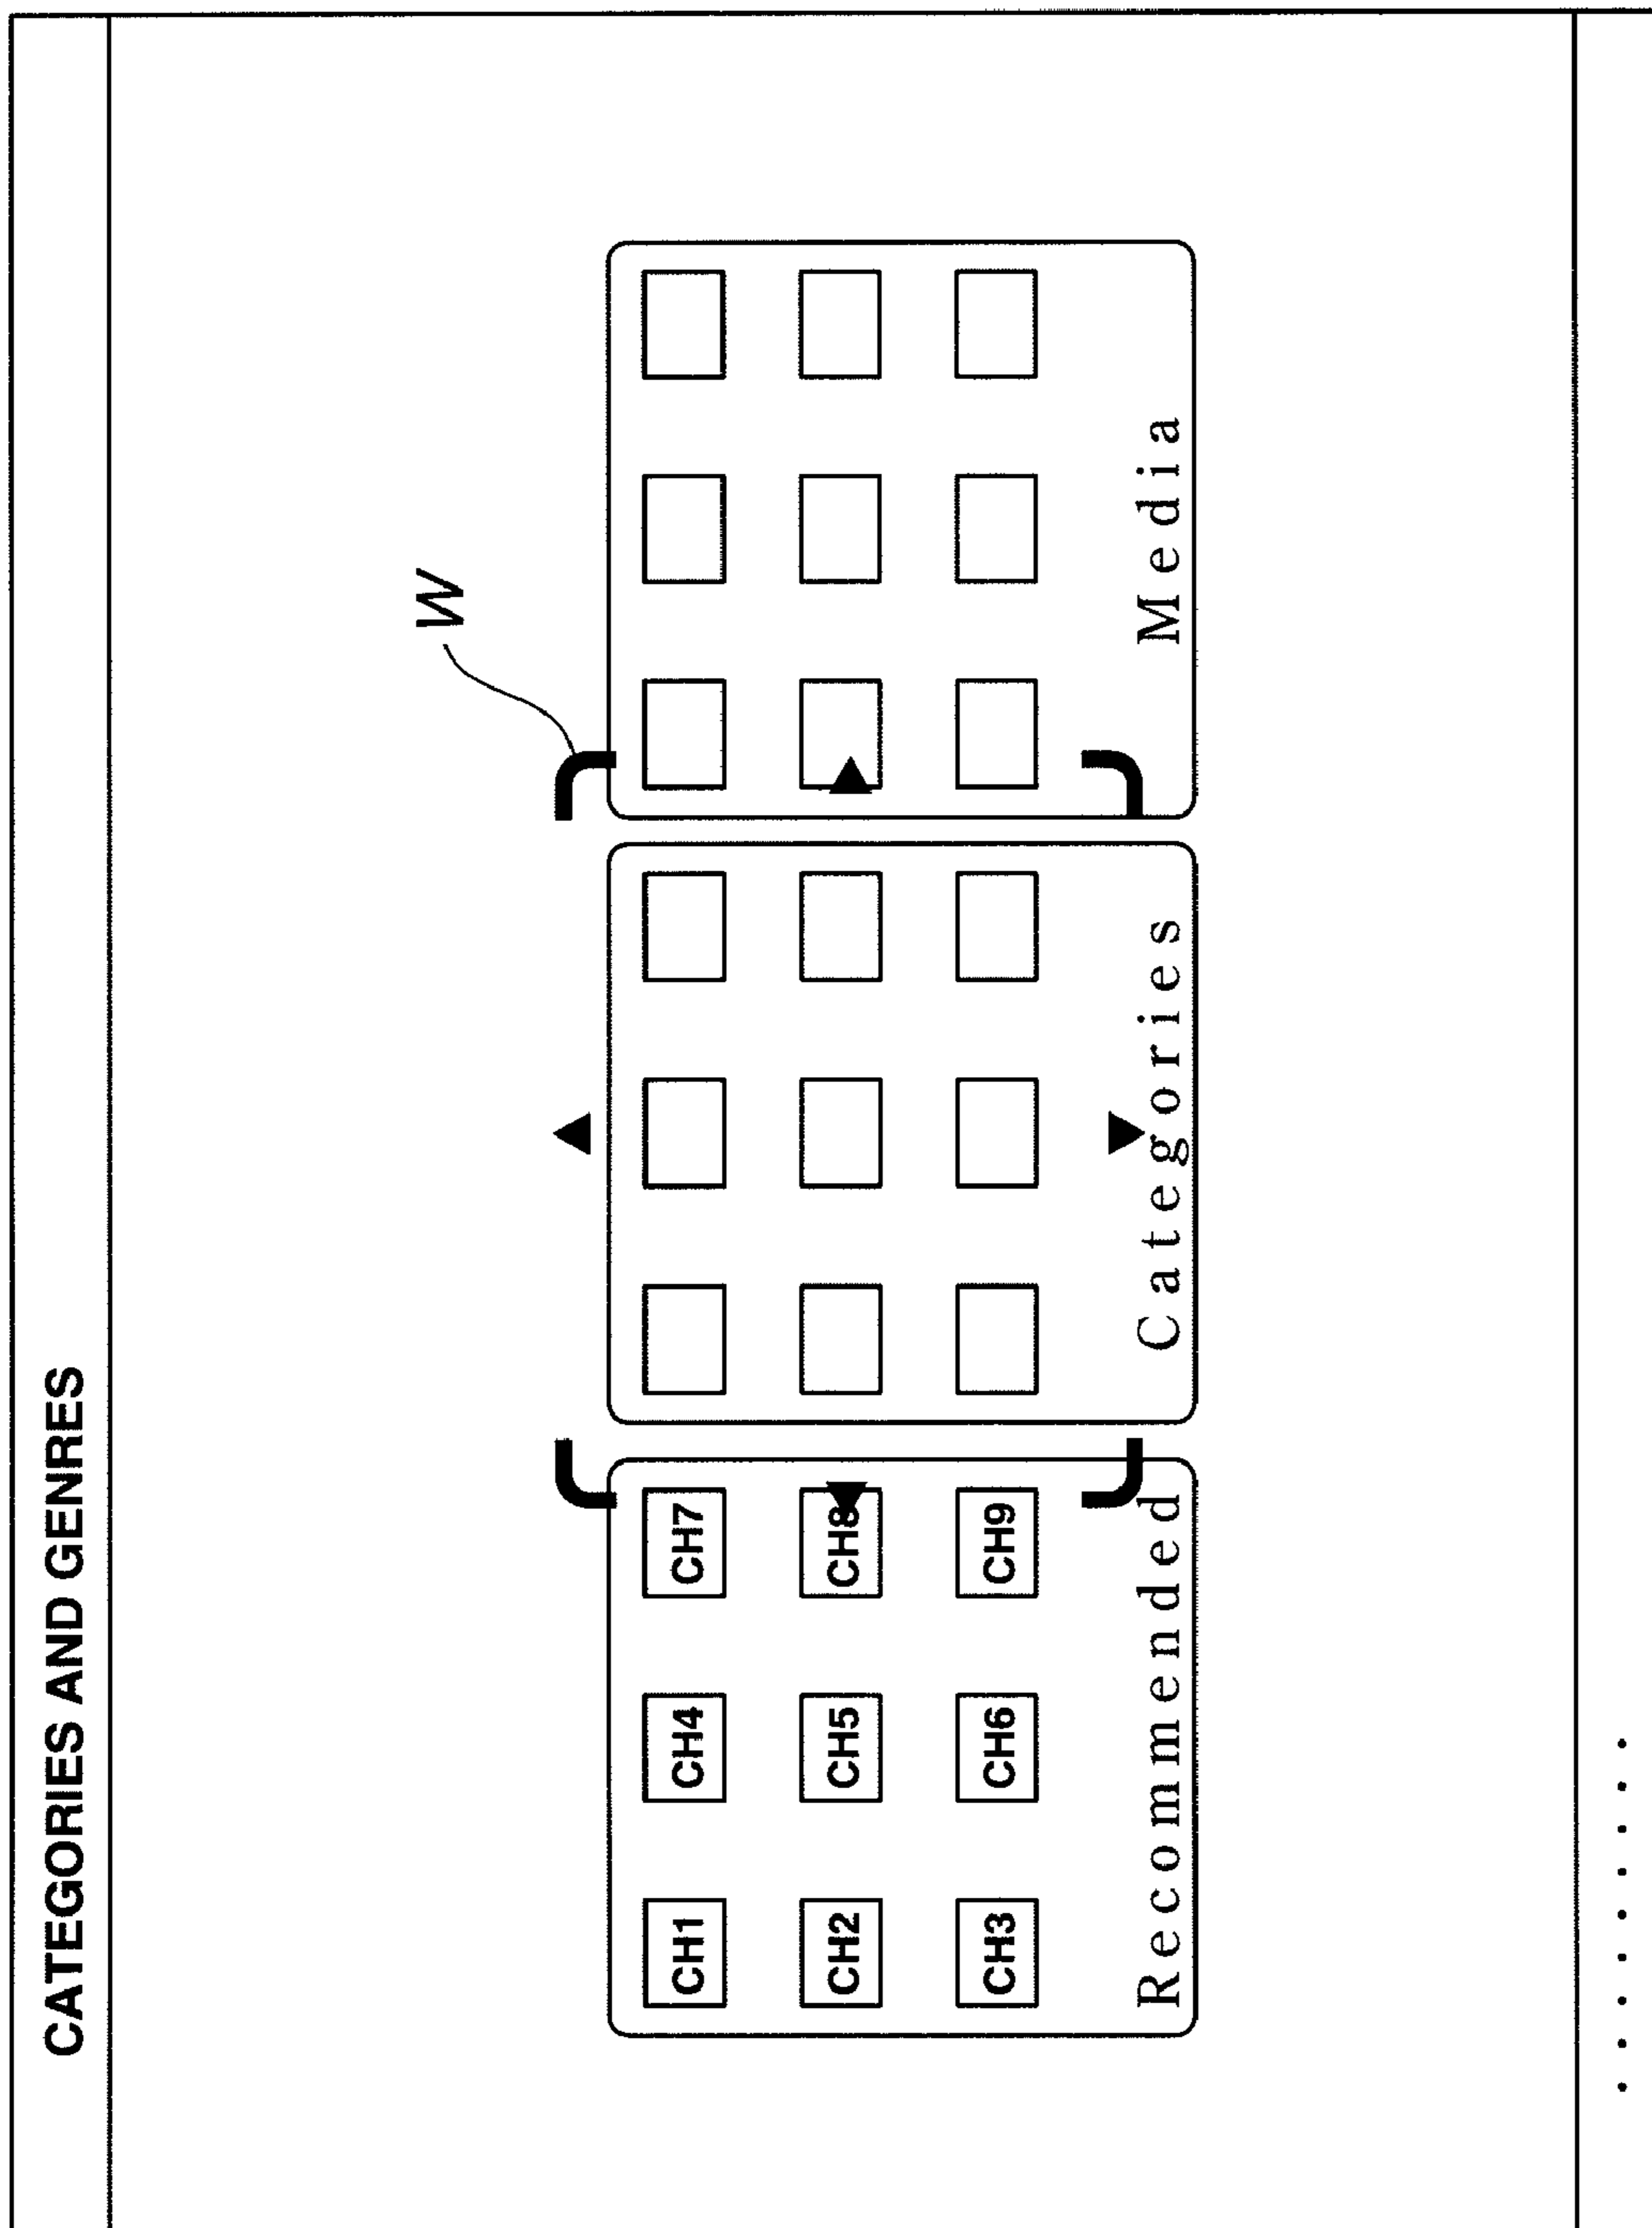 CATEGORIES AND GENRES
W
CH1 CH4 CH7
CH2 CH5 CH8
CH3 CH6 CH9
Recommended
Categories
Media
. . . . . . . . .